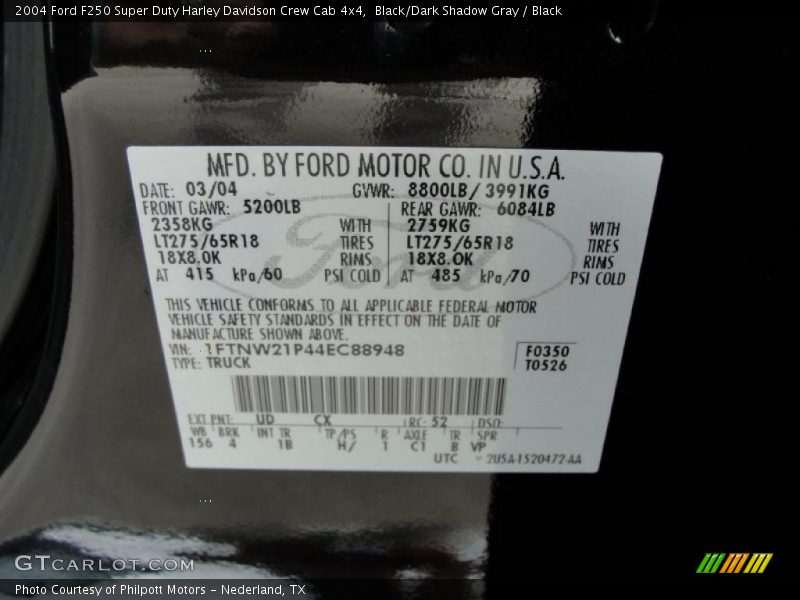 2004 Ford F250 Super Duty Harley Davidson Crew Cab 4x4, Black/Dark Shadow Gray / Black
MFD. BY FORD MOTOR CO. IN U.S.A.
DATE: 03/04 GVWR: 8800LB/ 3991KG
FRONT GAWR: 5200LB REAR GAWR: 6084LB
2358KG WITH 2759KG WITH
LT275/65R18 TIRES LT275/65R18 TIRES
18X8.0K RIMS 18X8.0K RIMS
AT 415 kPa/60 PSI COLD AT 485 kPa/70 PSI COLD
Ford
THIS VEHICLE CONFORMS TO ALL APPLICABLE FEDERAL MOTOR
VEHICLE SAFETY STANDARDS IN EFFECT ON THE DATE OF
MANUFACTURE SHOWN ABOVE.
VIN: 1FTNW21P44EC88948 F0350
TYPE: TRUCK T0526
EXT PNT: UD CX RC: 52 DSO:
WB BRK INT TR TP/PS R AXLE TR SPR
156 4 1B H/ 1 C1 8 VP
UTC 2U5A-1520472-AA
GTCARLOT.COM
Photo Courtesy of Philpott Motors - Nederland, TX